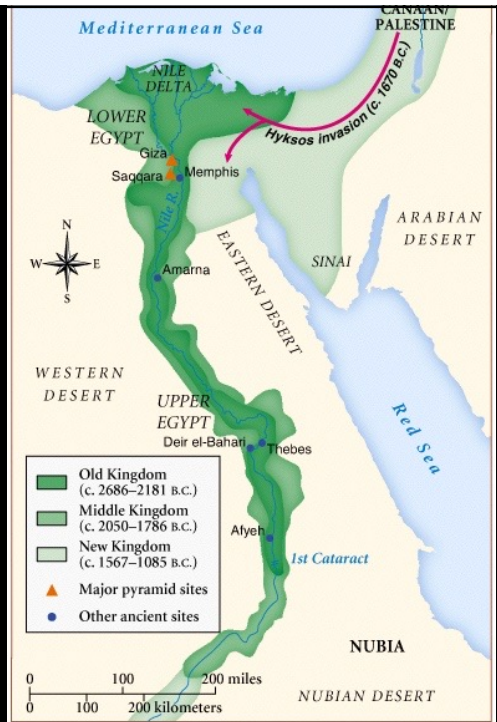 CANAAN/
PALESTINE
Mediterranean Sea
NILE
DELTA
LOWER
EGYPT
Hyksos invasion (c. 1670 B.C.)
Giza
Saqqara
Memphis
Nile R.
ARABIAN
DESERT
N
W
E
S
EASTERN DESERT
SINAI
Amarna
WESTERN
DESERT
UPPER
EGYPT
Red Sea
Deir el-Bahari
Thebes
Old Kingdom
(c. 2686–2181 B.C.)
Middle Kingdom
(c. 2050–1786 B.C.)
New Kingdom
(c. 1567–1085 B.C.)
Major pyramid sites
Other ancient sites
Afyeh
1st Cataract
NUBIA
NUBIAN DESERT
0 100 200 miles
0 100 200 kilometers